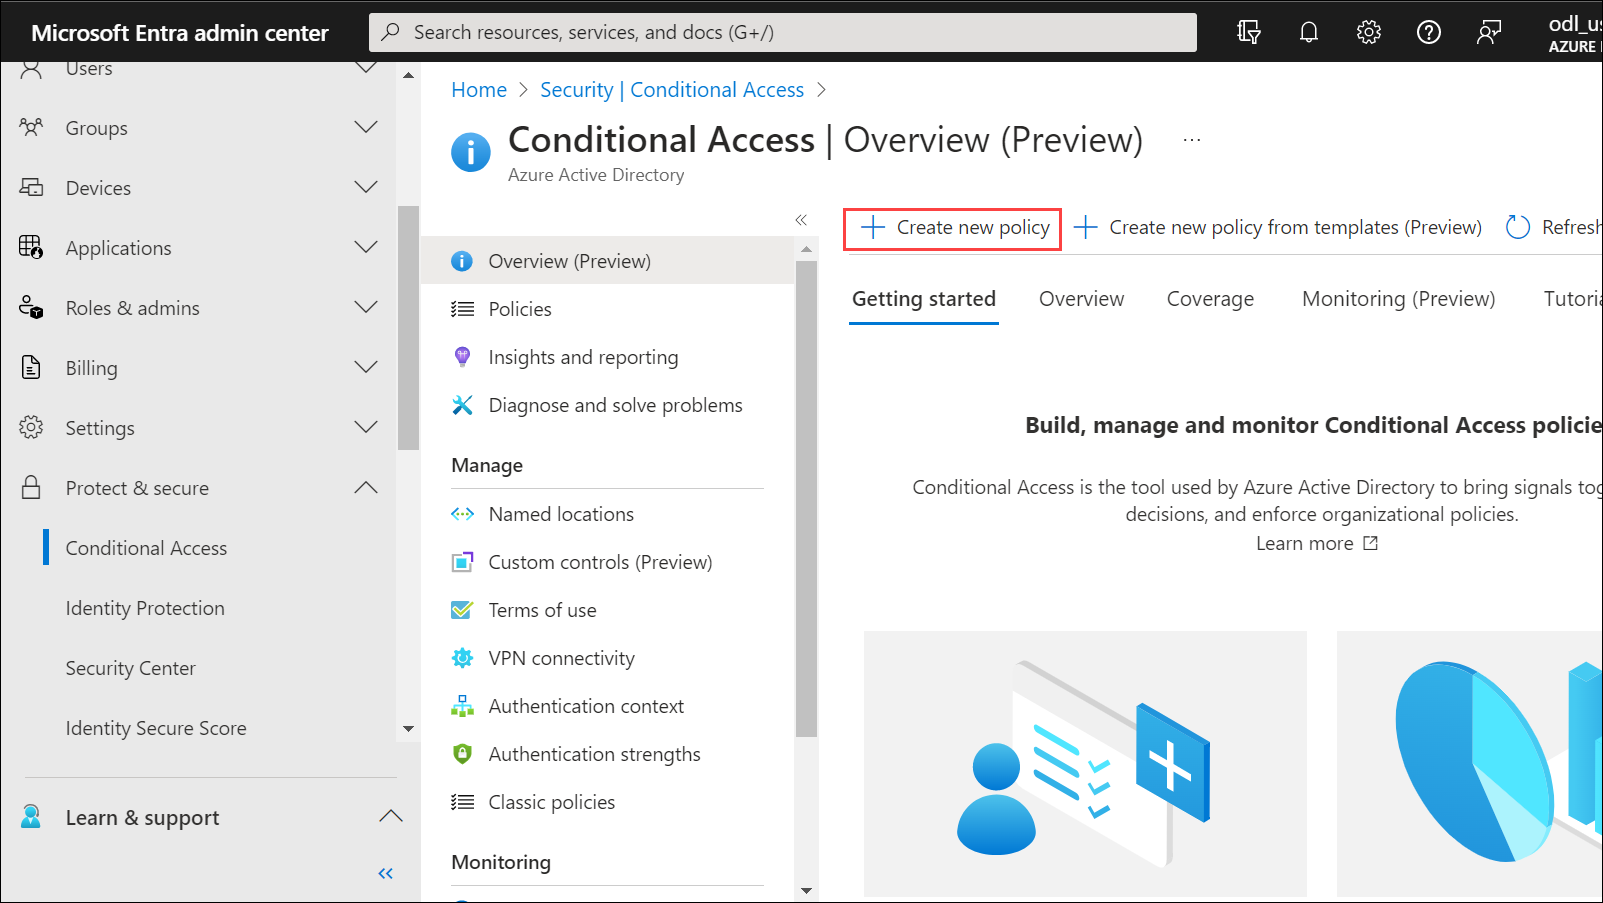 Microsoft Entra admin center
Search resources, services, and docs (G+/)
odl_us
AZURE
Users
Groups
Devices
Applications
Roles & admins
Billing
Settings
Protect & secure
Conditional Access
Identity Protection
Security Center
Identity Secure Score
Learn & support
Home > Security | Conditional Access >
Conditional Access | Overview (Preview) ...
Azure Active Directory
Overview (Preview)
Policies
Insights and reporting
Diagnose and solve problems
Manage
Named locations
Custom controls (Preview)
Terms of use
VPN connectivity
Authentication context
Authentication strengths
Classic policies
Monitoring
+ Create new policy + Create new policy from templates (Preview) Refresh
Getting started Overview Coverage Monitoring (Preview) Tutoria
Build, manage and monitor Conditional Access policie
Conditional Access is the tool used by Azure Active Directory to bring signals tog
decisions, and enforce organizational policies.
Learn more